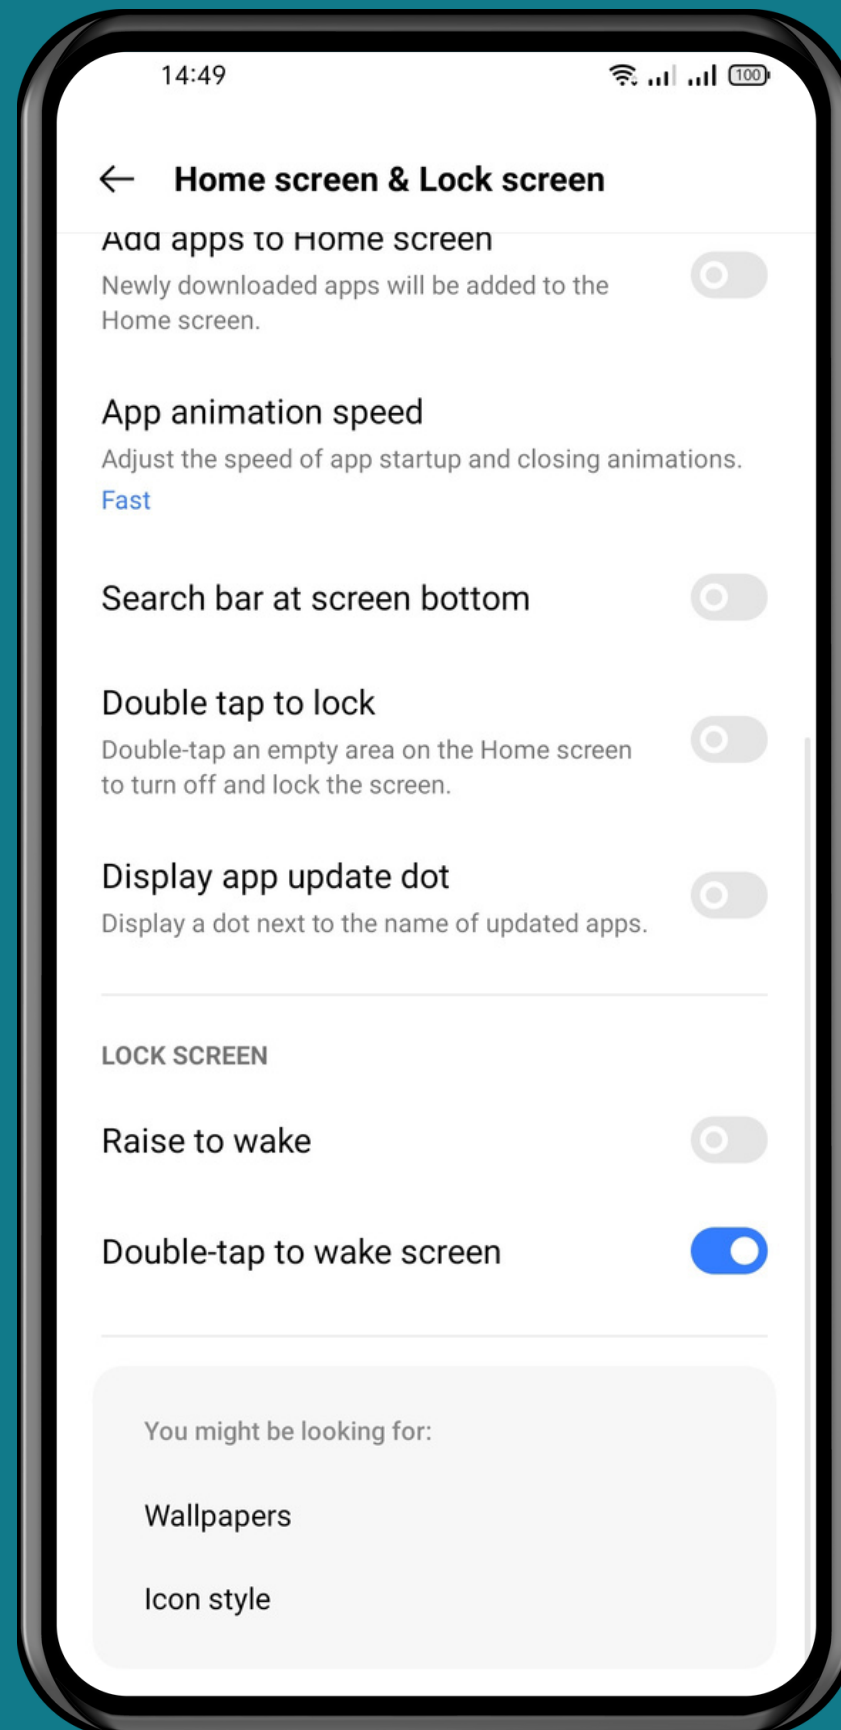 14:49
100
Home screen & Lock screen
Add apps to Home screen
Newly downloaded apps will be added to the
Home screen.
App animation speed
Adjust the speed of app startup and closing animations.
Fast
Search bar at screen bottom
Double tap to lock
Double-tap an empty area on the Home screen
to turn off and lock the screen.
Display app update dot
Display a dot next to the name of updated apps.
LOCK SCREEN
Raise to wake
Double-tap to wake screen
You might be looking for:
Wallpapers
Icon style